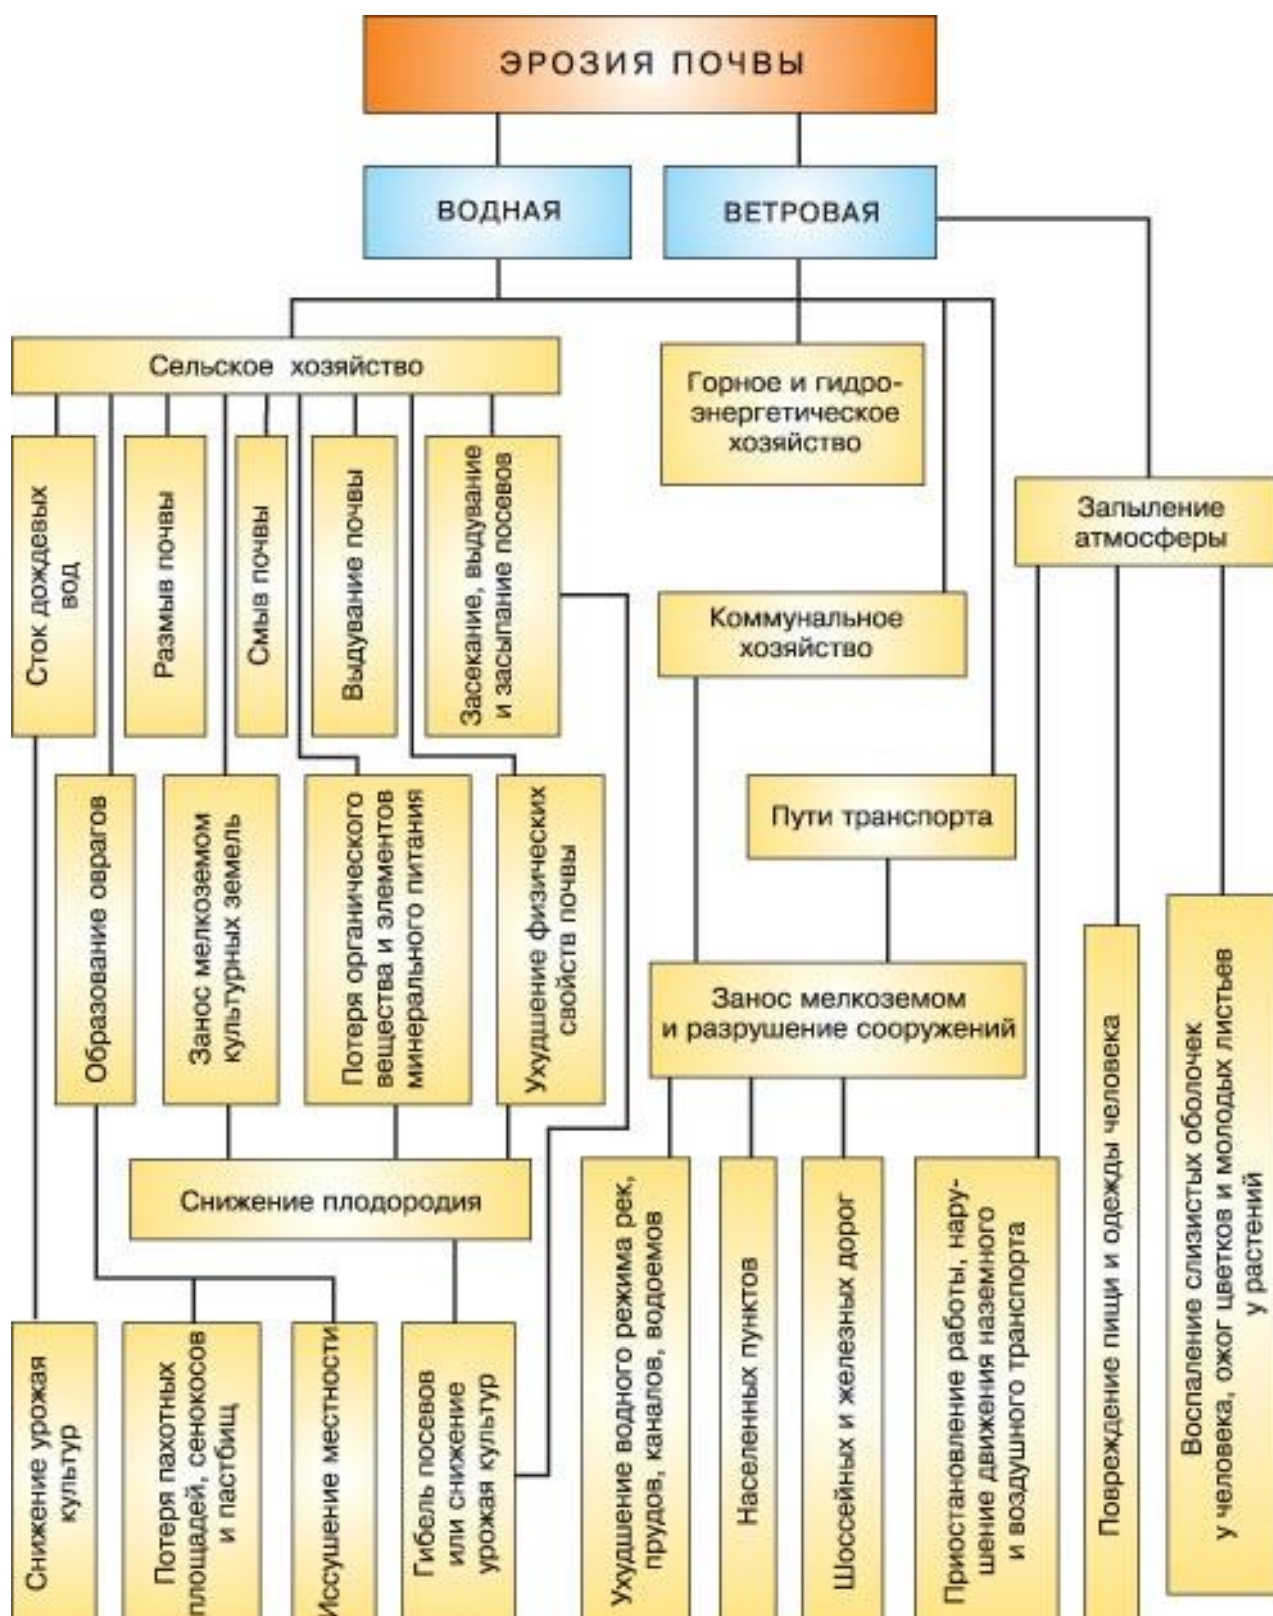 ЭРОЗИЯ ПОЧВЫ
ВОДНАЯ
ВЕТРОВАЯ
Сельское хозяйство
Горное и гидро-
энергетическое
хозяйство
Сток дождевых
вод
Размыв почвы
Смыв почвы
Выдувание почвы
Засекание, выдувание
и засыпание посевов
Запыление
атмосферы
Коммунальное
хозяйство
Пути транспорта
Образование оврагов
Занос мелкоземом
культурных земель
Потеря органического
вещества и элементов
минерального питания
Ухудшение физических
свойств почвы
Занос мелкоземом
и разрушение сооружений
Снижение плодородия
Снижение урожая
культур
Потеря пахотных
площадей, сенокосов
и пастбищ
Иссушение местности
Гибель посевов
или снижение
урожая культур
Ухудшение водного режима рек,
прудов, каналов, водоемов
Населенных пунктов
Шоссейных и железных дорог
Приостановление работы, нару-
шение движения наземного
и воздушного транспорта
Повреждение пищи и одежды человека
Воспаление слизистых оболочек
у человека, ожог цветков и молодых листьев
у растений